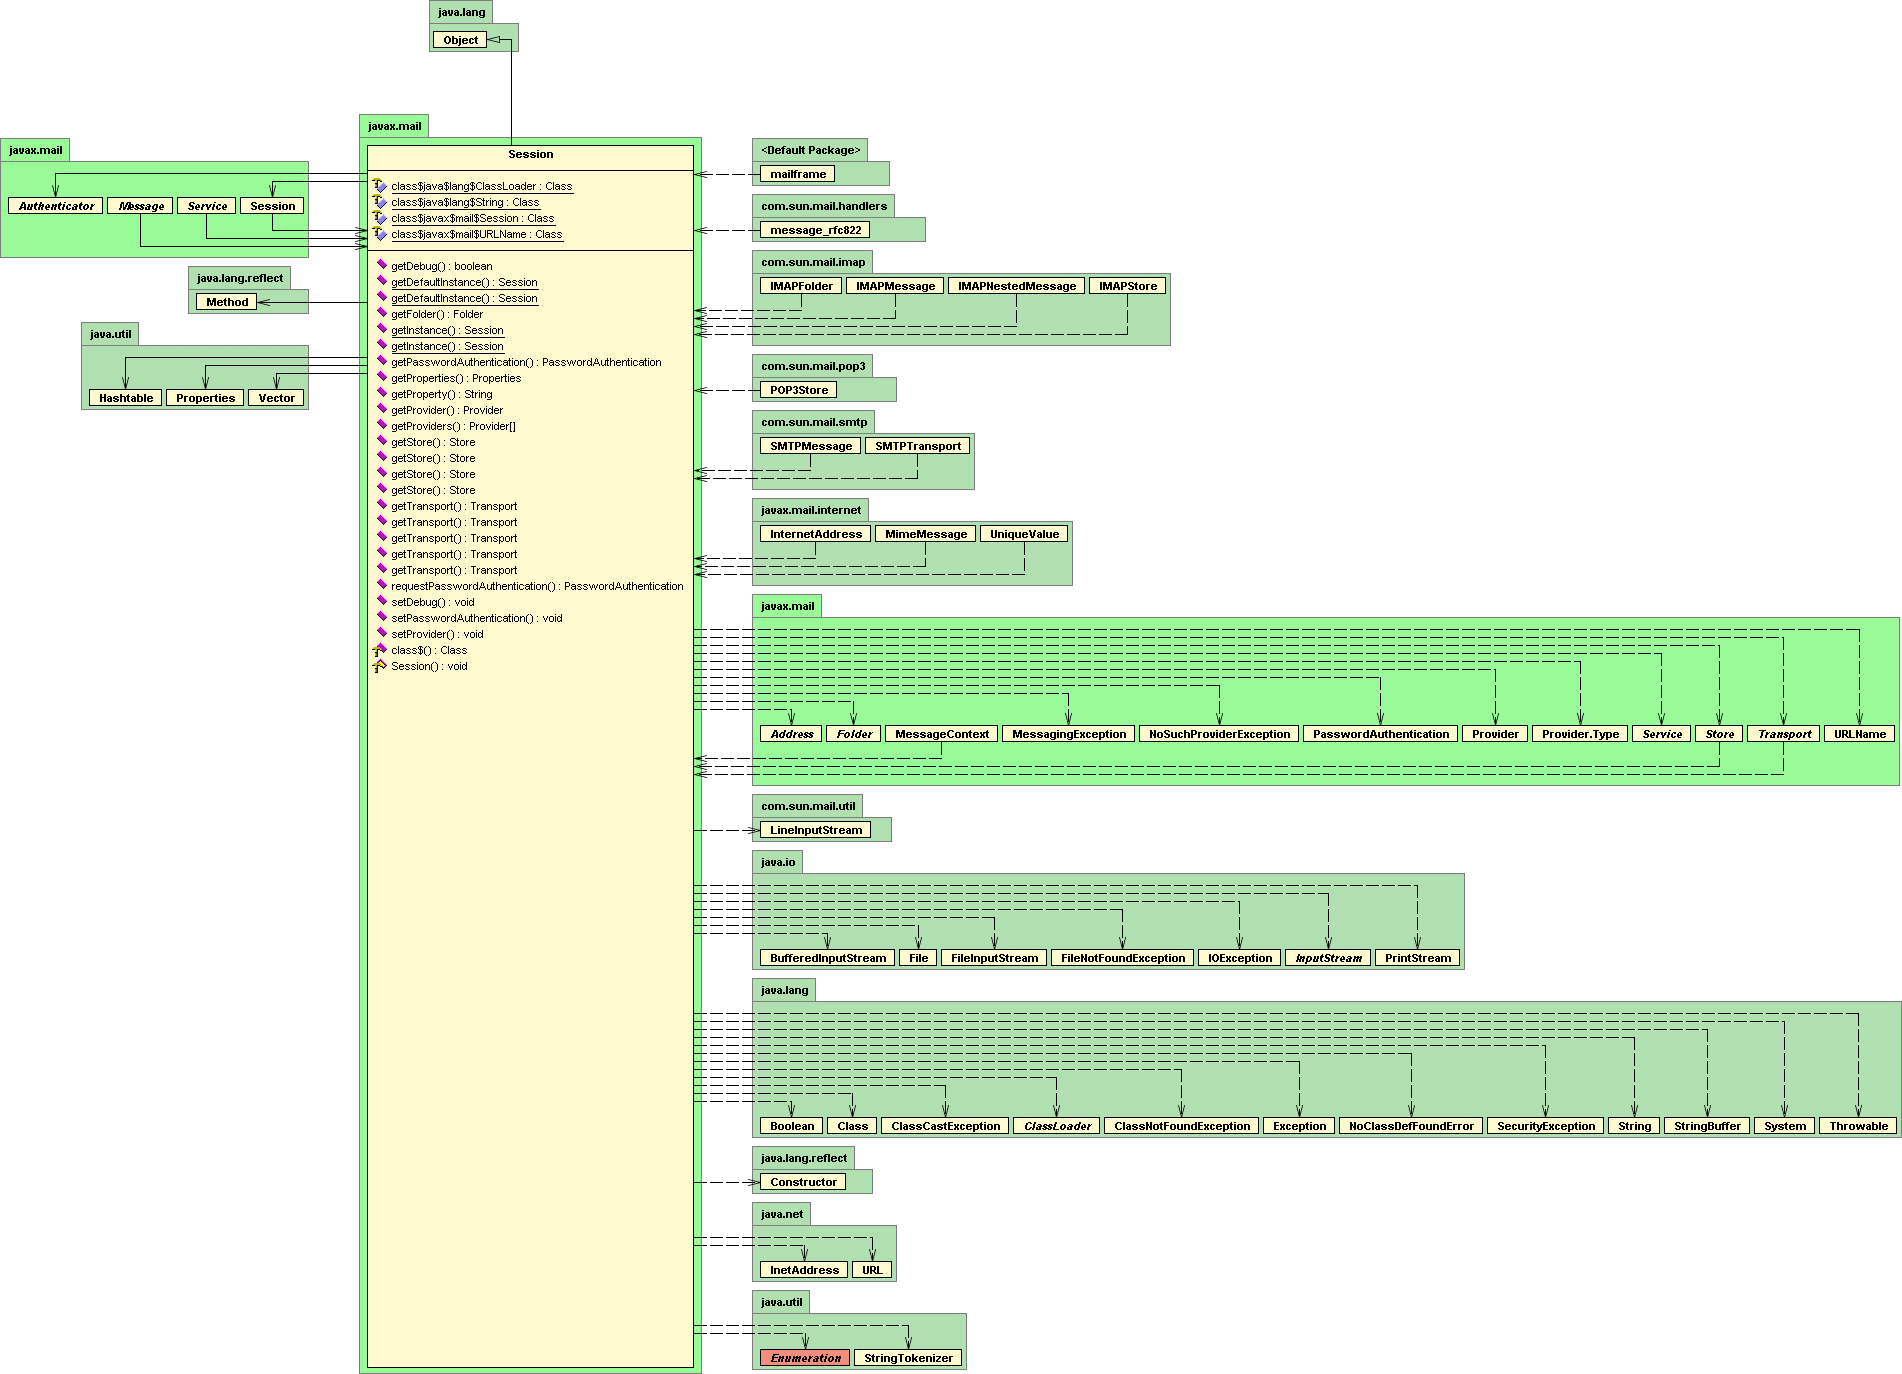 java.lang
Object
javax.mail
Authenticator Message Service Session
java.lang.reflect
Method
java.util
Hashtable Properties Vector
javax.mail
Session
class$java$lang$ClassLoader : Class
class$java$lang$String : Class
class$javax$mail$Session : Class
class$javax$mail$URLName : Class
getDebug() : boolean
getDefaultInstance() : Session
getDefaultInstance() : Session
getFolder() : Folder
getInstance() : Session
getInstance() : Session
getPasswordAuthentication() : PasswordAuthentication
getProperties() : Properties
getProperty() : String
getProvider() : Provider
getProviders() : Provider[]
getStore() : Store
getStore() : Store
getStore() : Store
getStore() : Store
getTransport() : Transport
getTransport() : Transport
getTransport() : Transport
getTransport() : Transport
getTransport() : Transport
requestPasswordAuthentication() : PasswordAuthentication
setDebug() : void
setPasswordAuthentication() : void
setProvider() : void
class$() : Class
Session() : void
<Default Package>
mailframe
com.sun.mail.handlers
message_rfc822
com.sun.mail.imap
IMAPFolder IMAPMessage IMAPNestedMessage IMAPStore
com.sun.mail.pop3
POP3Store
com.sun.mail.smtp
SMTPMessage SMTPTransport
javax.mail.internet
InternetAddress MimeMessage UniqueValue
javax.mail
Address Folder MessageContext MessagingException NoSuchProviderException PasswordAuthentication Provider Provider.Type Service Store Transport URLName
com.sun.mail.util
LineInputStream
java.io
BufferedInputStream File FileInputStream FileNotFoundException IOException InputStream PrintStream
java.lang
Boolean Class ClassCastException ClassLoader ClassNotFoundException Exception NoClassDefFoundError SecurityException String StringBuffer System Throwable
java.lang.reflect
Constructor
java.net
InetAddress URL
java.util
Enumeration StringTokenizer